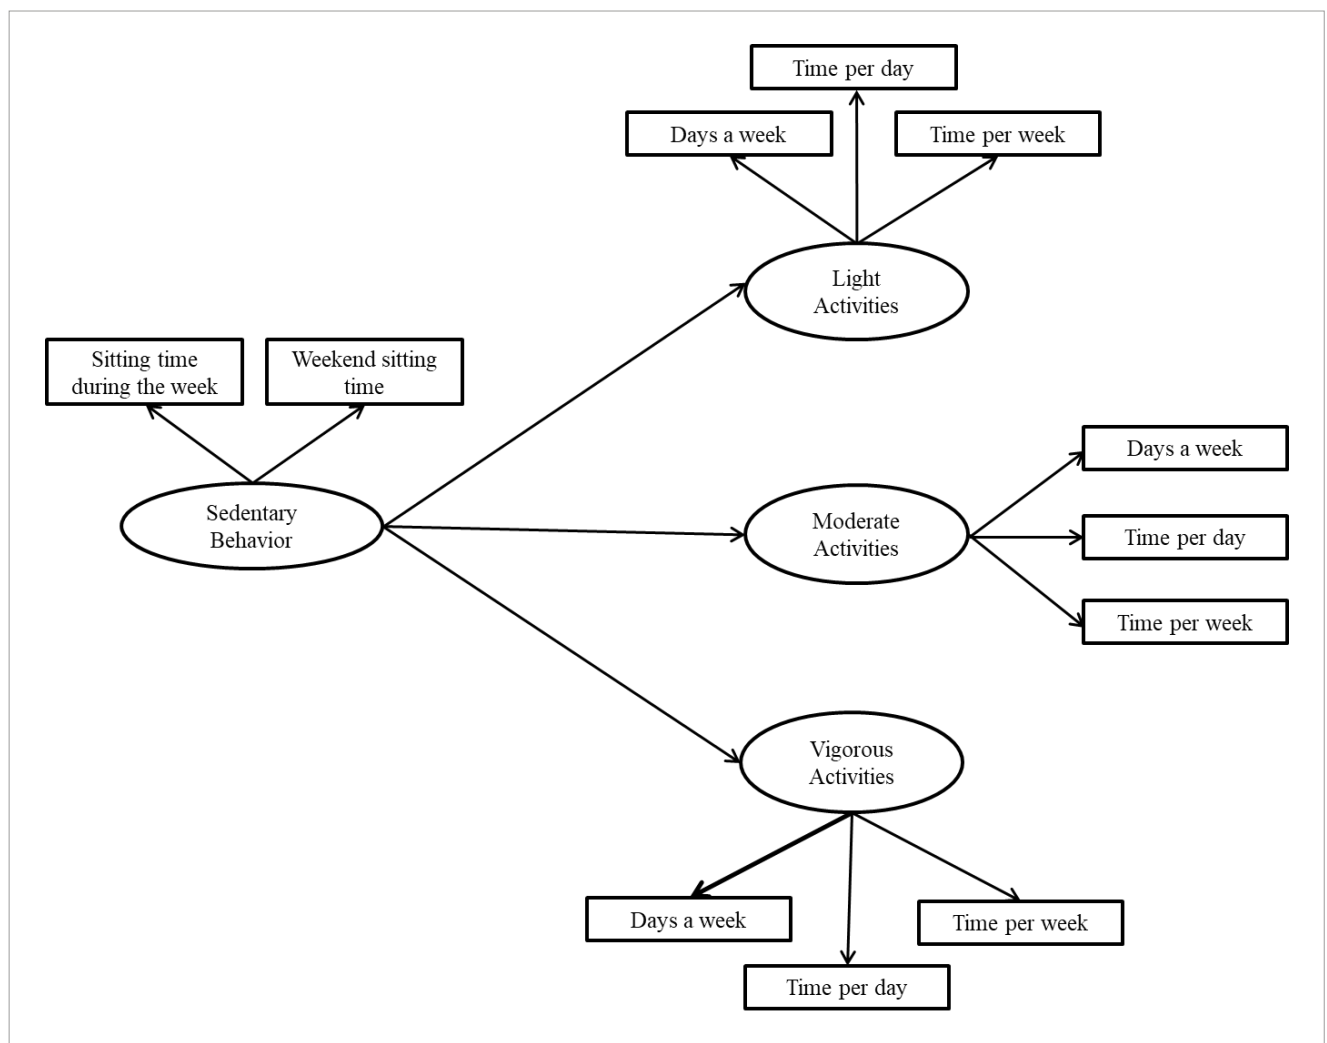 Time per day
Days a week
Time per week
Light
Activities
Sitting time
during the week
Weekend sitting
time
Sedentary
Behavior
Moderate
Activities
Days a week
Time per day
Time per week
Vigorous
Activities
Days a week
Time per week
Time per day